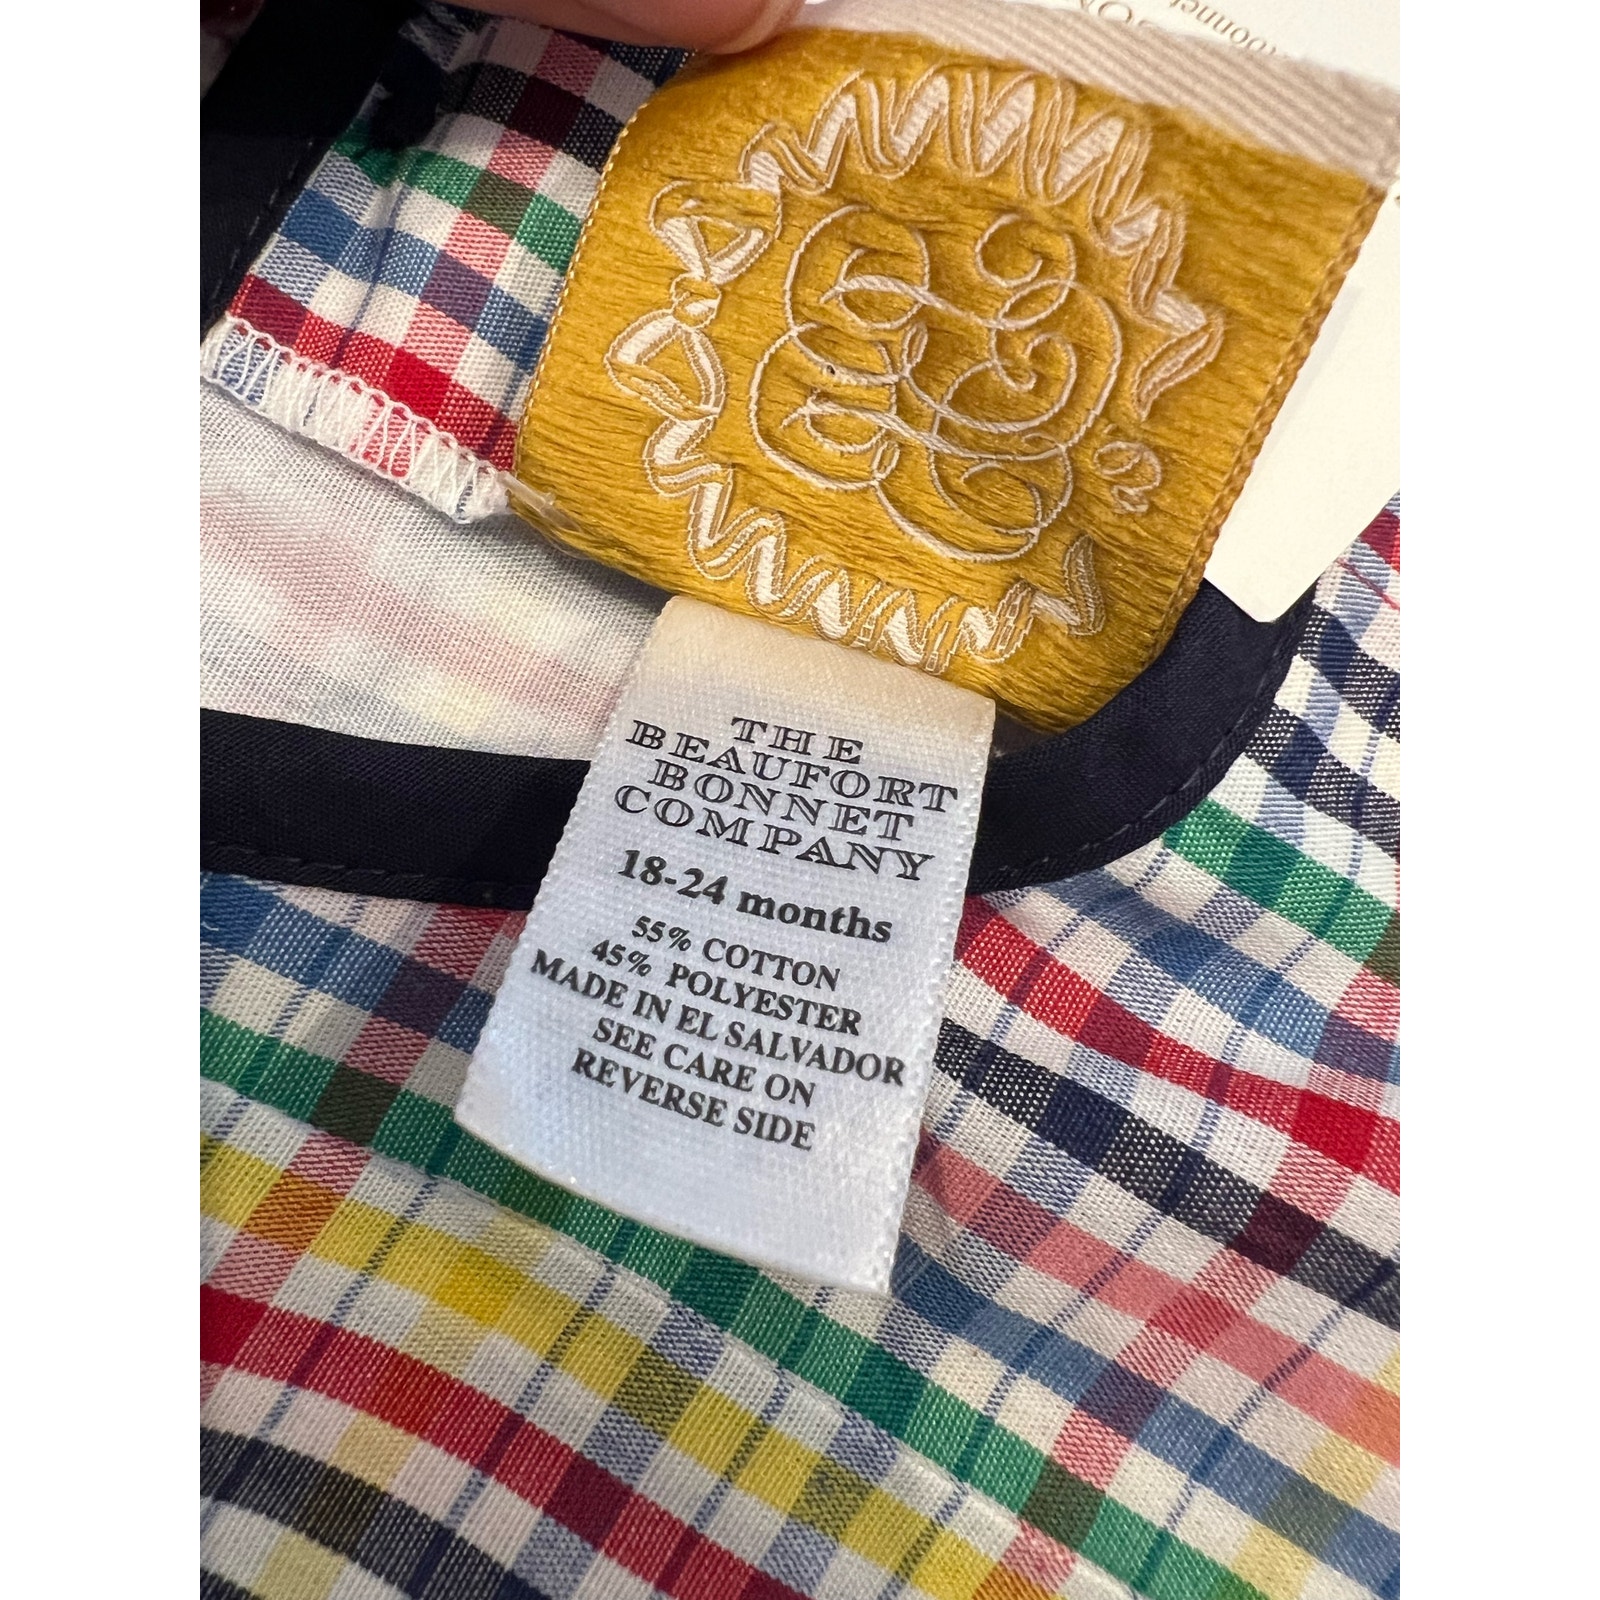 THE
BEAUFORT
BONNET
COMPANY
18-24 months
55% COTTON
45% POLYESTER
MADE IN EL SALVADOR
SEE CARE ON
REVERSE SIDE